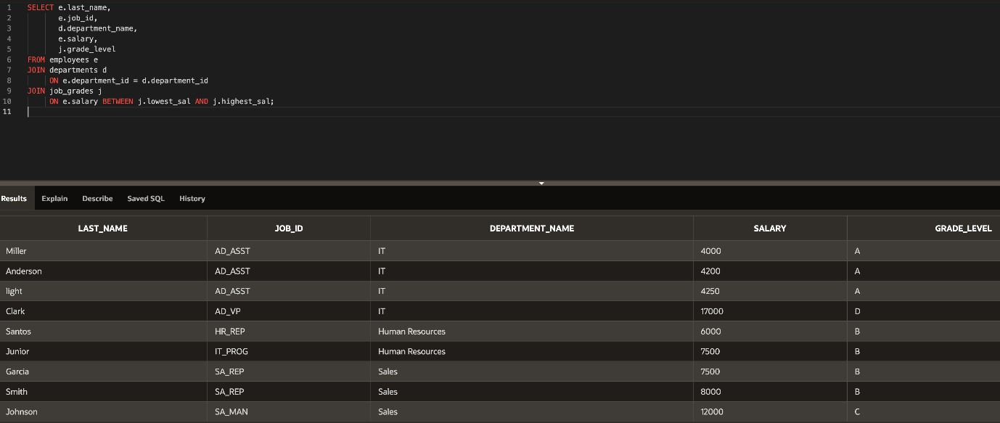 1 SELECT e.last_name,
2 e.job_id,
3 d.department_name,
4 e.salary,
5 j.grade_level
6 FROM employees e
7 JOIN departments d
8 ON e.department_id = d.department_id
9 JOIN job_grades j
10 ON e.salary BETWEEN j.lowest_sal AND j.highest_sal;
11
Results Explain Describe Saved SQL History
LAST_NAME JOB_ID DEPARTMENT_NAME SALARY GRADE_LEVEL
Miller AD_ASST IT 4000 A
Anderson AD_ASST IT 4200 A
light AD_ASST IT 4250 A
Clark AD_VP IT 17000 D
Santos HR_REP Human Resources 6000 B
Junior IT_PROG Human Resources 7500 B
Garcia SA_REP Sales 7500 B
Smith SA_REP Sales 8000 B
Johnson SA_MAN Sales 12000 C